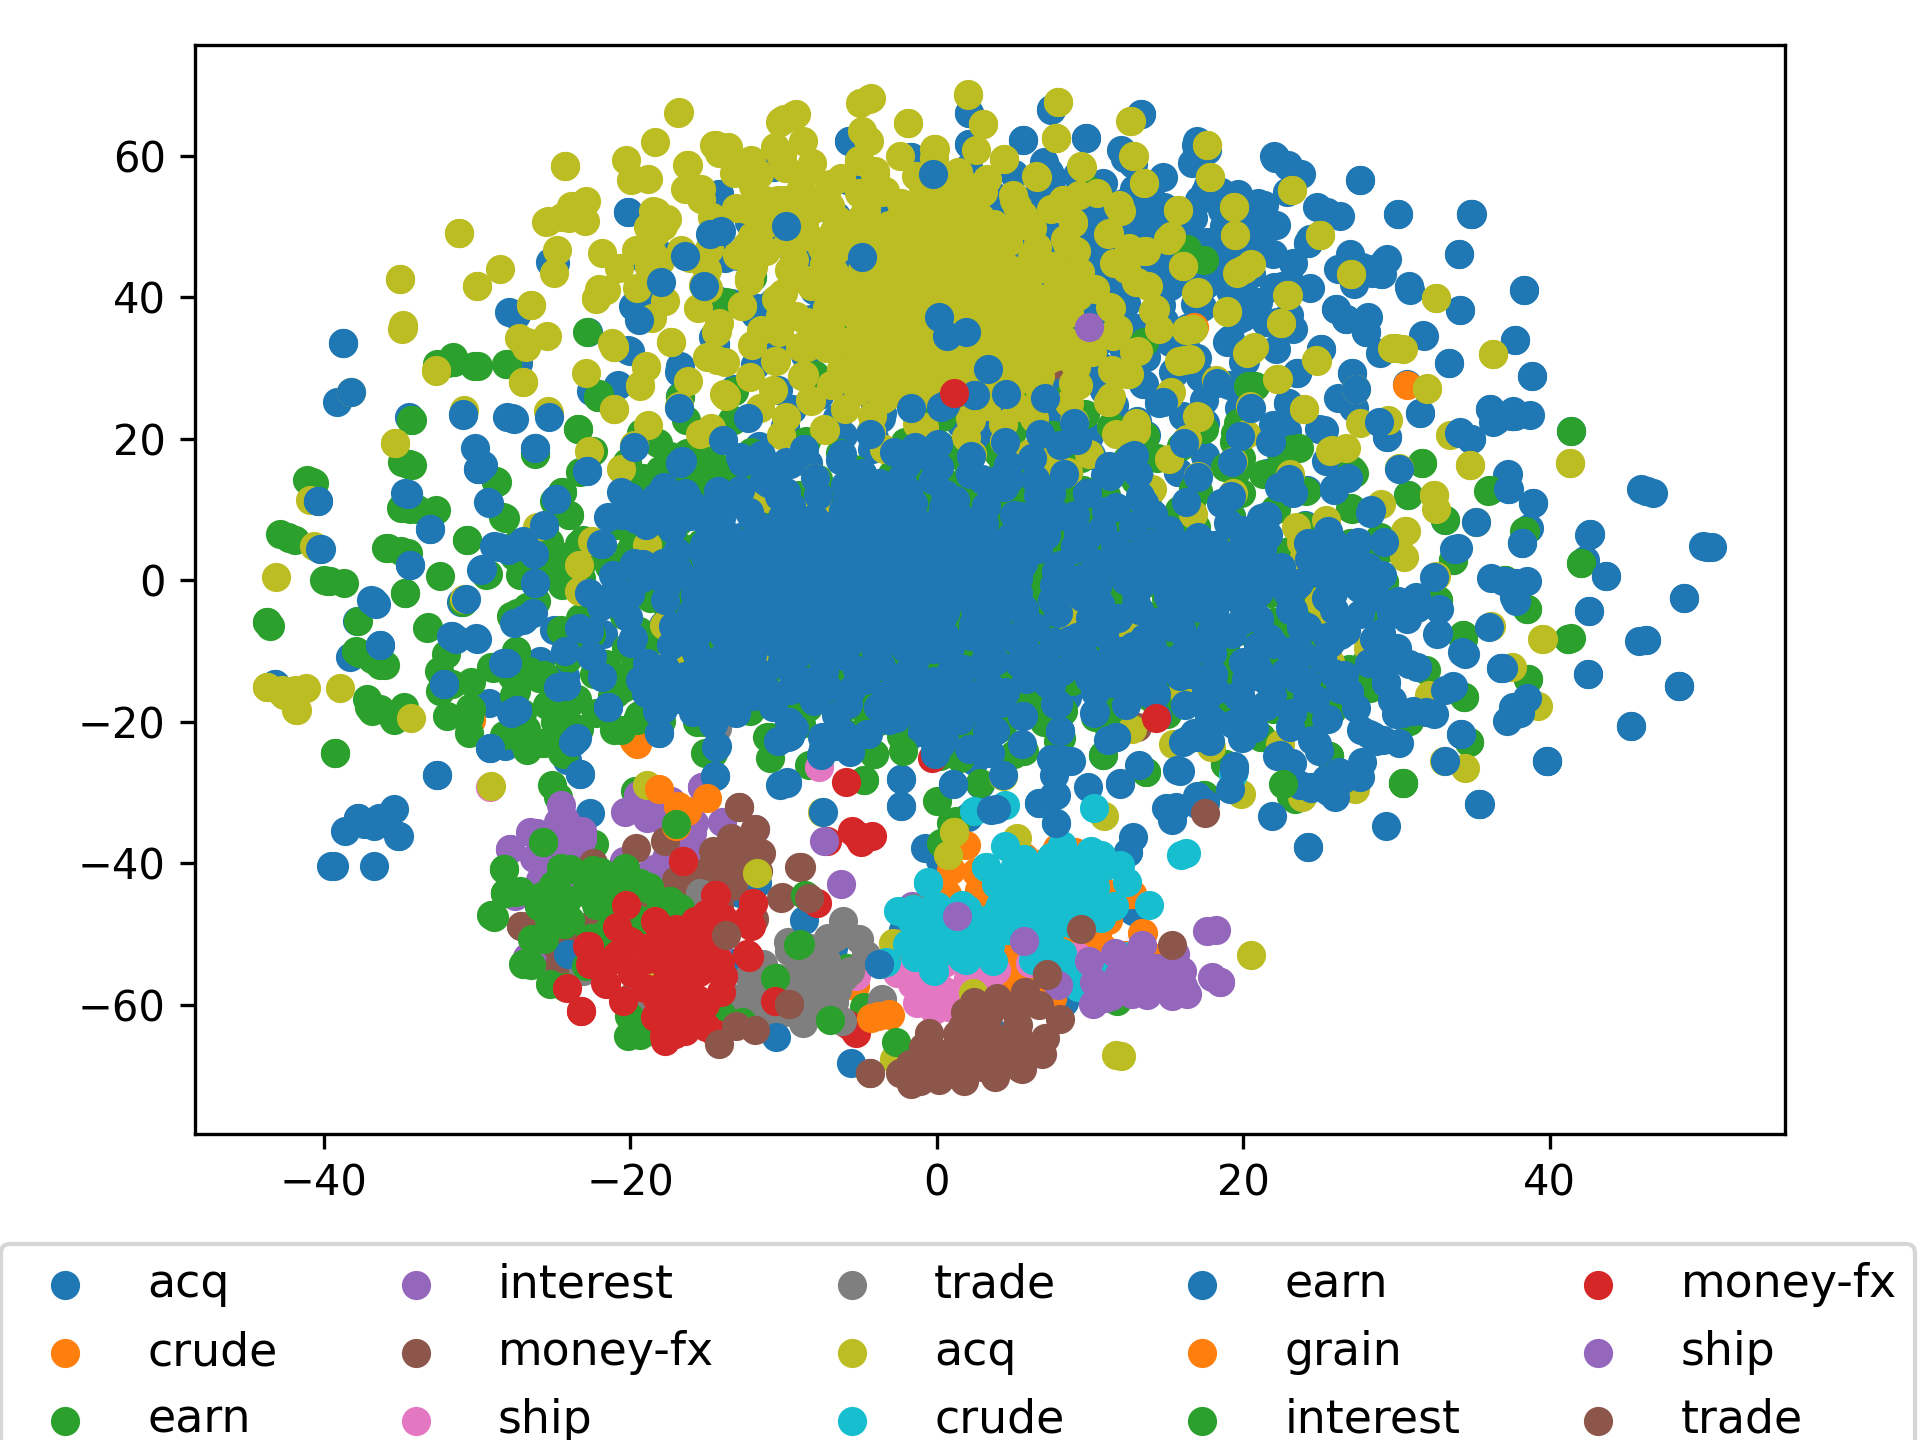 60
40
20
0
−20
−40
−60
−40 −20 0 20 40
acq interest trade earn money-fx
crude money-fx acq grain ship
earn ship crude interest trade